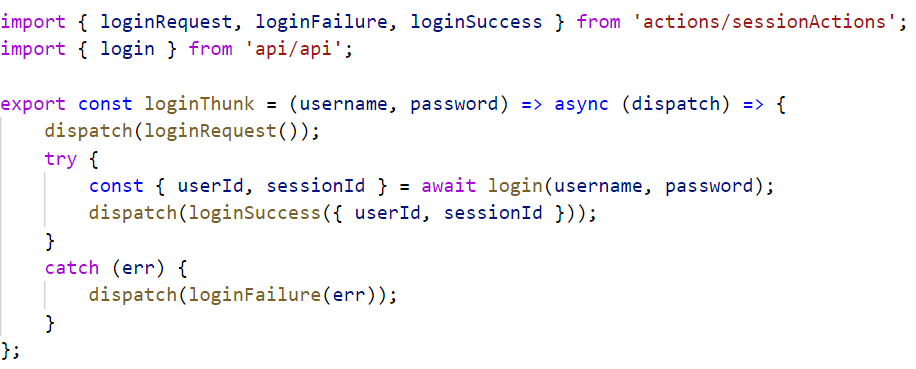 import { loginRequest, loginFailure, loginSuccess } from 'actions/sessionActions';
import { login } from 'api/api';

export const loginThunk = (username, password) => async (dispatch) => {
    dispatch(loginRequest());
    try {
        const { userId, sessionId } = await login(username, password);
        dispatch(loginSuccess({ userId, sessionId }));
    }
    catch (err) {
        dispatch(loginFailure(err));
    }
};